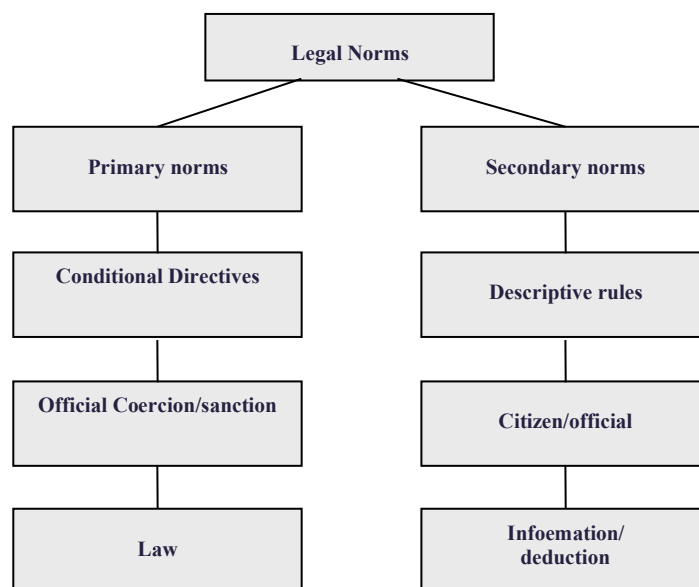 Legal Norms
Primary norms
Secondary norms
Conditional Directives
Descriptive rules
Official Coercion/sanction
Citizen/official
Law
Infoemation/
deduction